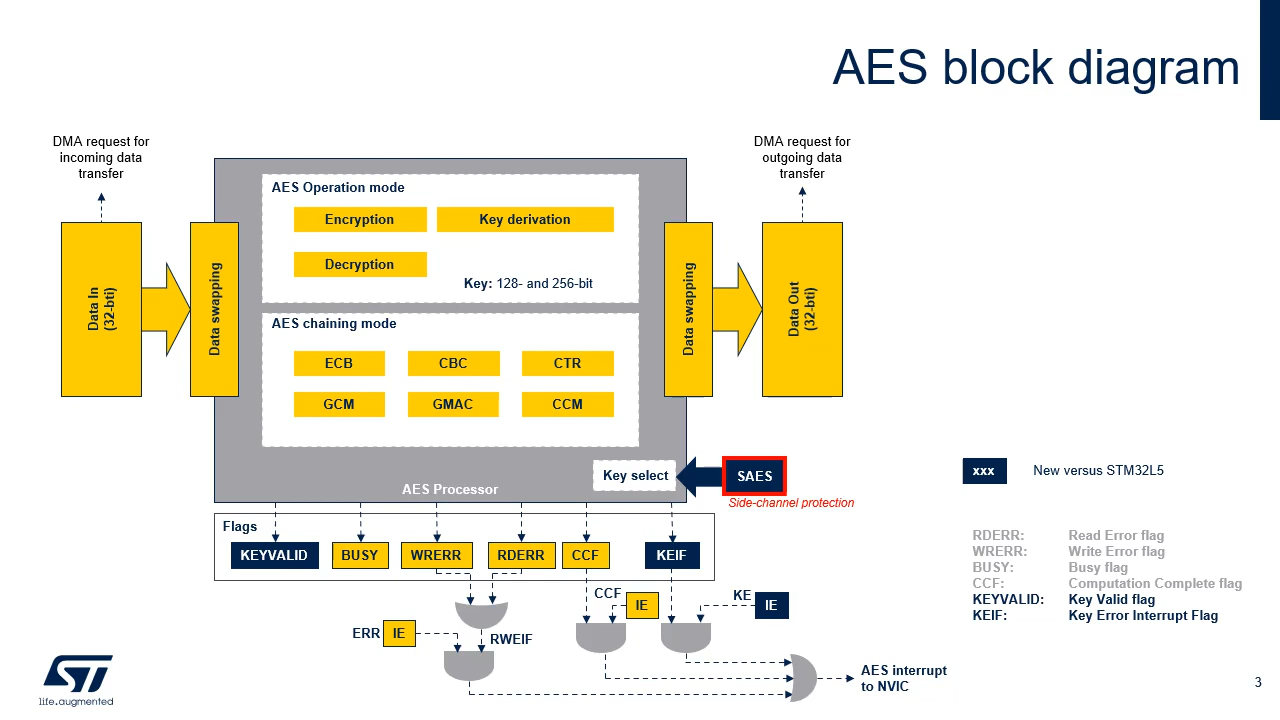 AES block diagram
DMA request for
incoming data
transfer
DMA request for
outgoing data
transfer
AES Operation mode
Encryption
Key derivation
Decryption
Key: 128- and 256-bit
Data In
(32-bti)
Data swapping
Data swapping
Data Out
(32-bti)
AES chaining mode
ECB
CBC
CTR
GCM
GMAC
CCM
Key select
SAES
AES Processor
Side-channel protection
xxx
New versus STM32L5
Flags
KEYVALID
BUSY
WRERR
RDERR
CCF
KEIF
RDERR: Read Error flag
WRERR: Write Error flag
BUSY: Busy flag
CCF: Computation Complete flag
KEYVALID: Key Valid flag
KEIF: Key Error Interrupt Flag
CCF
IE
KE
IE
ERR
IE
RWEIF
AES interrupt
to NVIC
ST
life.augmented
3